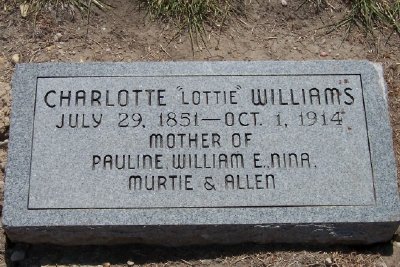 CHARLOTTE "LOTTIE" WILLIAMS
JULY 29, 1851—OCT. 1, 1914
MOTHER OF
PAULINE, WILLIAM E., NINA,
MURTIE & ALLEN